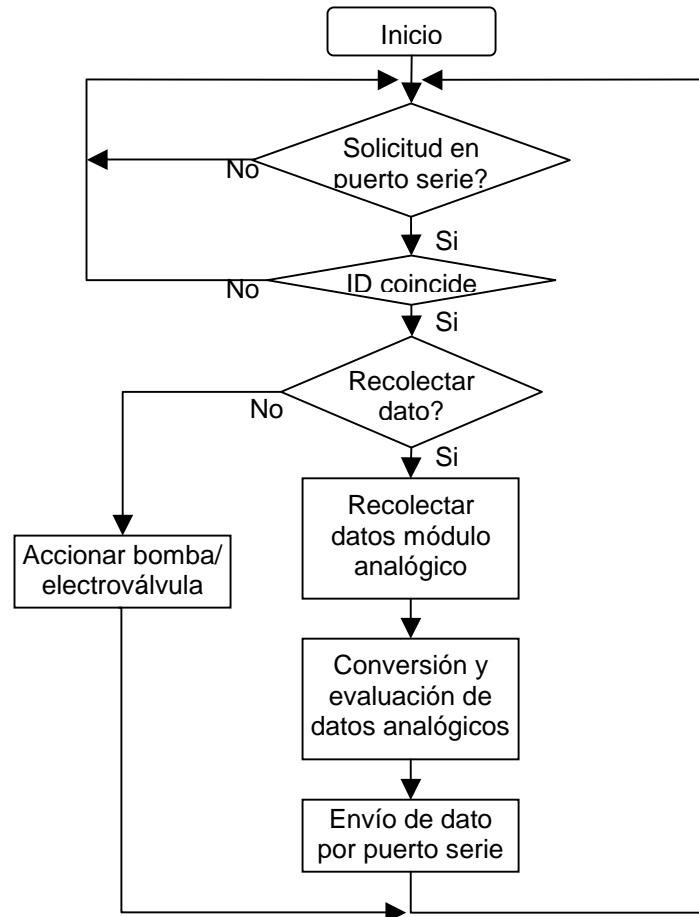 Inicio
Solicitud en
puerto serie?
No
Si
ID coincide
No
Si
Recolectar
dato?
No
Si
Recolectar
datos módulo
analógico
Accionar bomba/
electroválvula
Conversión y
evaluación de
datos analógicos
Envío de dato
por puerto serie